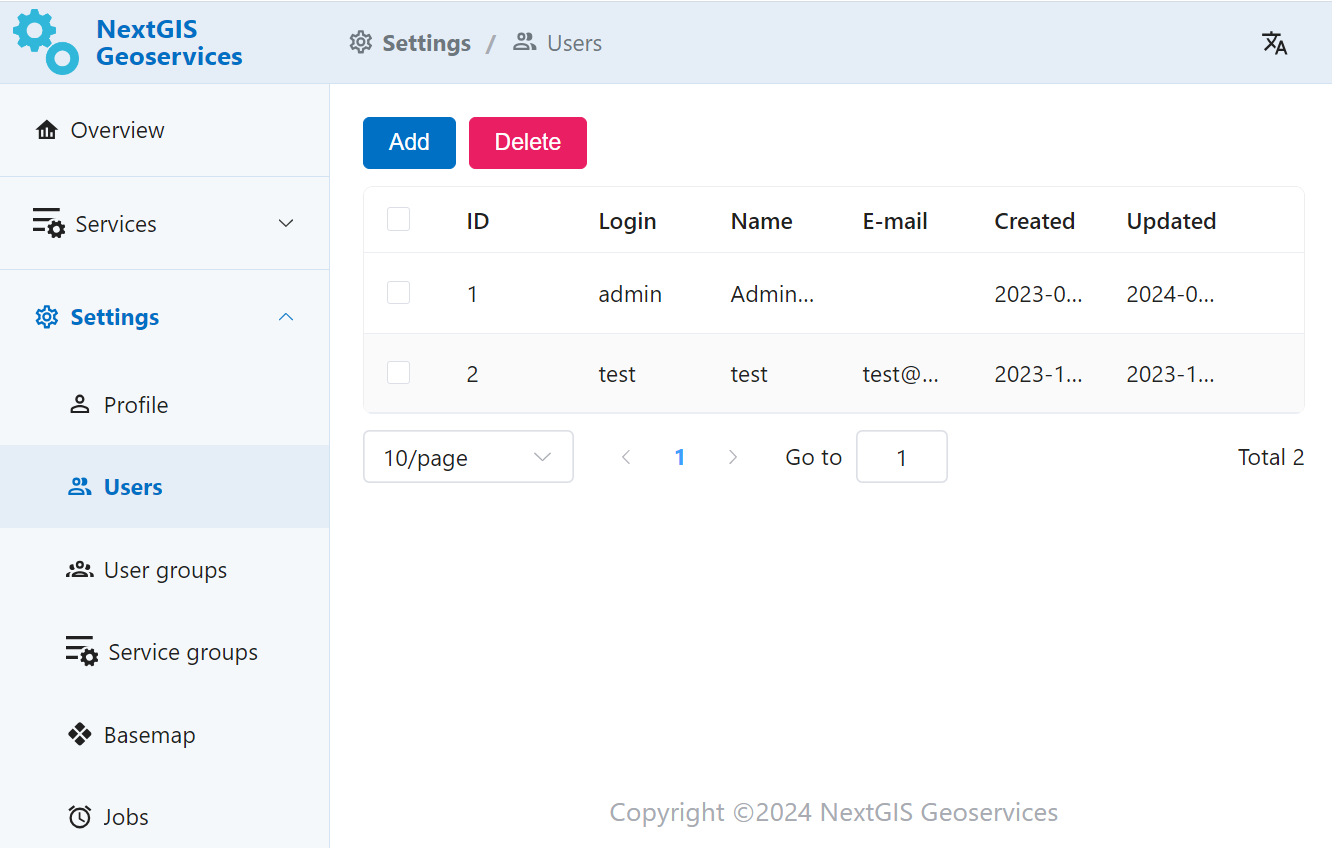 NextGIS
Geoservices
Settings / Users
Overview
Services
Settings
Profile
Users
User groups
Service groups
Basemap
Jobs
Add Delete
ID Login Name E-mail Created Updated
1 admin Admin... 2023-0... 2024-0...
2 test test test@... 2023-1... 2023-1...
10/page 1 Go to 1 Total 2
Copyright ©2024 NextGIS Geoservices